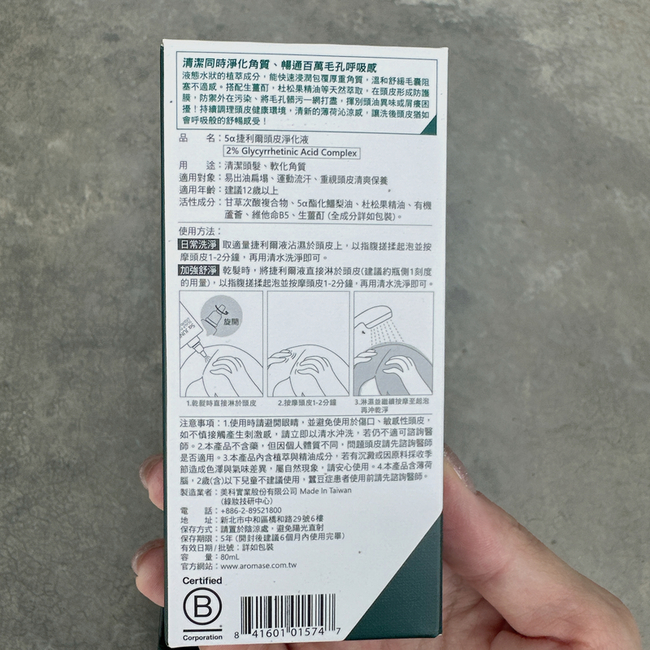 清潔同時淨化角質、暢通百萬毛孔呼吸感
液態水狀的植萃成分，能快速浸潤包覆厚重角質，溫和舒緩毛囊阻
塞不適感。搭配生薑酊，杜松果精油等天然萃取，在頭皮形成防護
膜，防禦外在污染、將毛孔髒污一網打盡，揮別頭油異味或屑癢困
擾！持續調理頭皮健康環境，清新的薄荷沁涼感，讓洗後頭皮猶如
會呼吸般的舒暢感受！
品　名：5α捷利爾頭皮淨化液
2% Glycyrrhetinic Acid Complex
用　途：清潔頭髮、軟化角質
適用對象：易出油扁塌、運動流汗、重視頭皮清爽保養
適用年齡：建議12歲以上
活性成分：甘草次酸複合物、5α酯化鱷梨油、杜松果精油、有機
蘆薈、維他命B5、生薑酊 (全成分詳如包裝)。
使用方法：
日常洗淨 取適量捷利爾液沾濕於頭皮上，以指腹搓揉起泡並按
摩頭皮1-2分鐘，再用清水洗淨即可。
加強舒淨 乾髮時，將捷利爾液直接淋於頭皮(建議約瓶側1刻度
的用量)，以指腹搓揉起泡並按摩頭皮1-2分鐘，再用清水洗淨即可。
旋開
1.乾髮時直接淋於頭皮
2.按摩頭皮1-2分鐘
3.淋濕並繼續按摩至起泡
再沖乾淨
注意事項：1.使用時請避開眼睛，並避免使用於傷口、敏感性頭皮，
如不慎接觸產生刺激感，請立即以清水沖洗，若仍不適可諮詢醫
師。2.本產品不含藥，但因個人體質不同，問題頭皮請先諮詢醫師
是否適用。3.本產品內含植萃與精油成分，若有沉澱或因原料採收季
節造成色澤與氣味差異，屬自然現象，請安心使用。4.本產品含薄荷
腦，2歲(含)以下兒童不建議使用，蠶豆症患者使用前請先諮詢醫師。
製造業者：美科實業股份有限公司 Made In Taiwan
(綠妝技研中心)
電　話：+886-2-89521800
地　址：新北市中和區橋和路29號6樓
保存方式：請置於陰涼處、避免陽光直射
保存期限：5年 (開封後建議6個月內使用完畢)
有效日期/批號：詳如包裝
容　量：80mL
官方網站：www.aromase.com.tw
Certified
B
Corporation
8 41601 01574 7